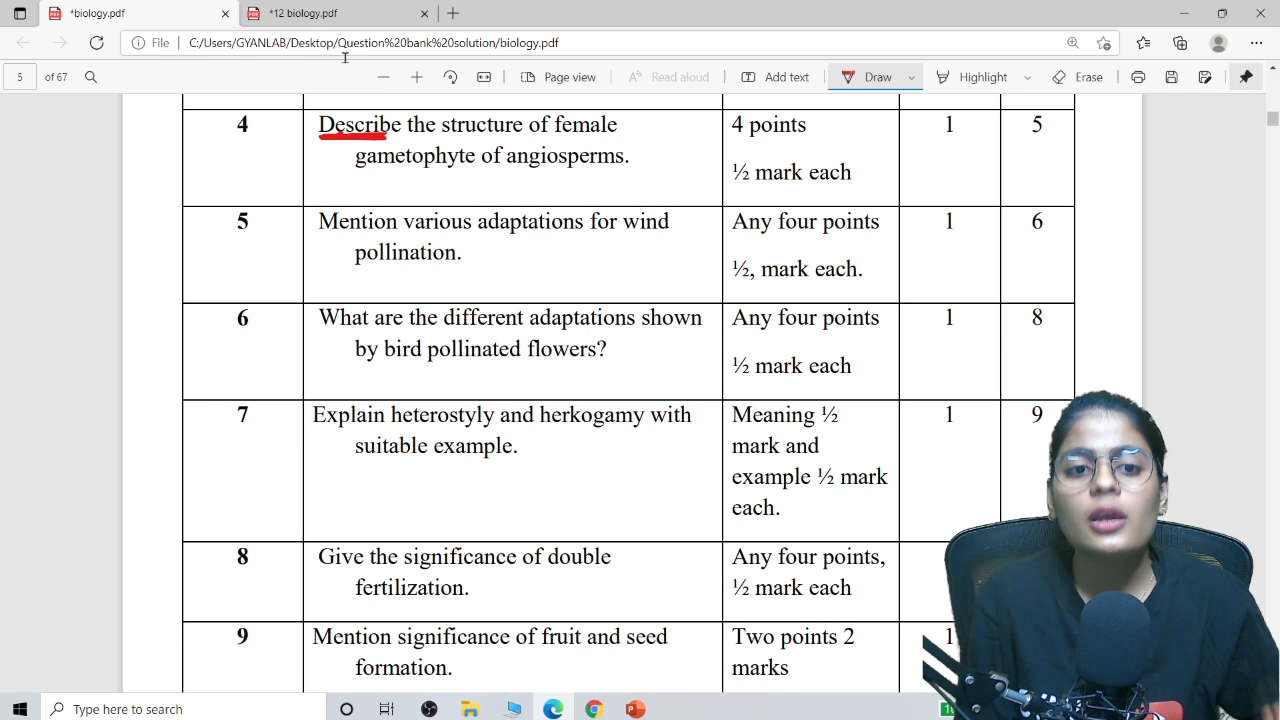 *biology.pdf
*12 biology.pdf
File
C:/Users/GYANLAB/Desktop/Question%20bank%20solution/biology.pdf
5 of 67
Page view
Read aloud
Add text
Draw
Highlight
Erase
4 Describe the structure of female 4 points 1 5
gametophyte of angiosperms.
½ mark each
5 Mention various adaptations for wind Any four points 1 6
pollination.
½, mark each.
6 What are the different adaptations shown Any four points 1 8
by bird pollinated flowers?
½ mark each
7 Explain heterostyly and herkogamy with Meaning ½ 1 9
suitable example. mark and
example ½ mark
each.
8 Give the significance of double Any four points,
fertilization. ½ mark each
9 Mention significance of fruit and seed Two points 2 1
formation. marks
Type here to search